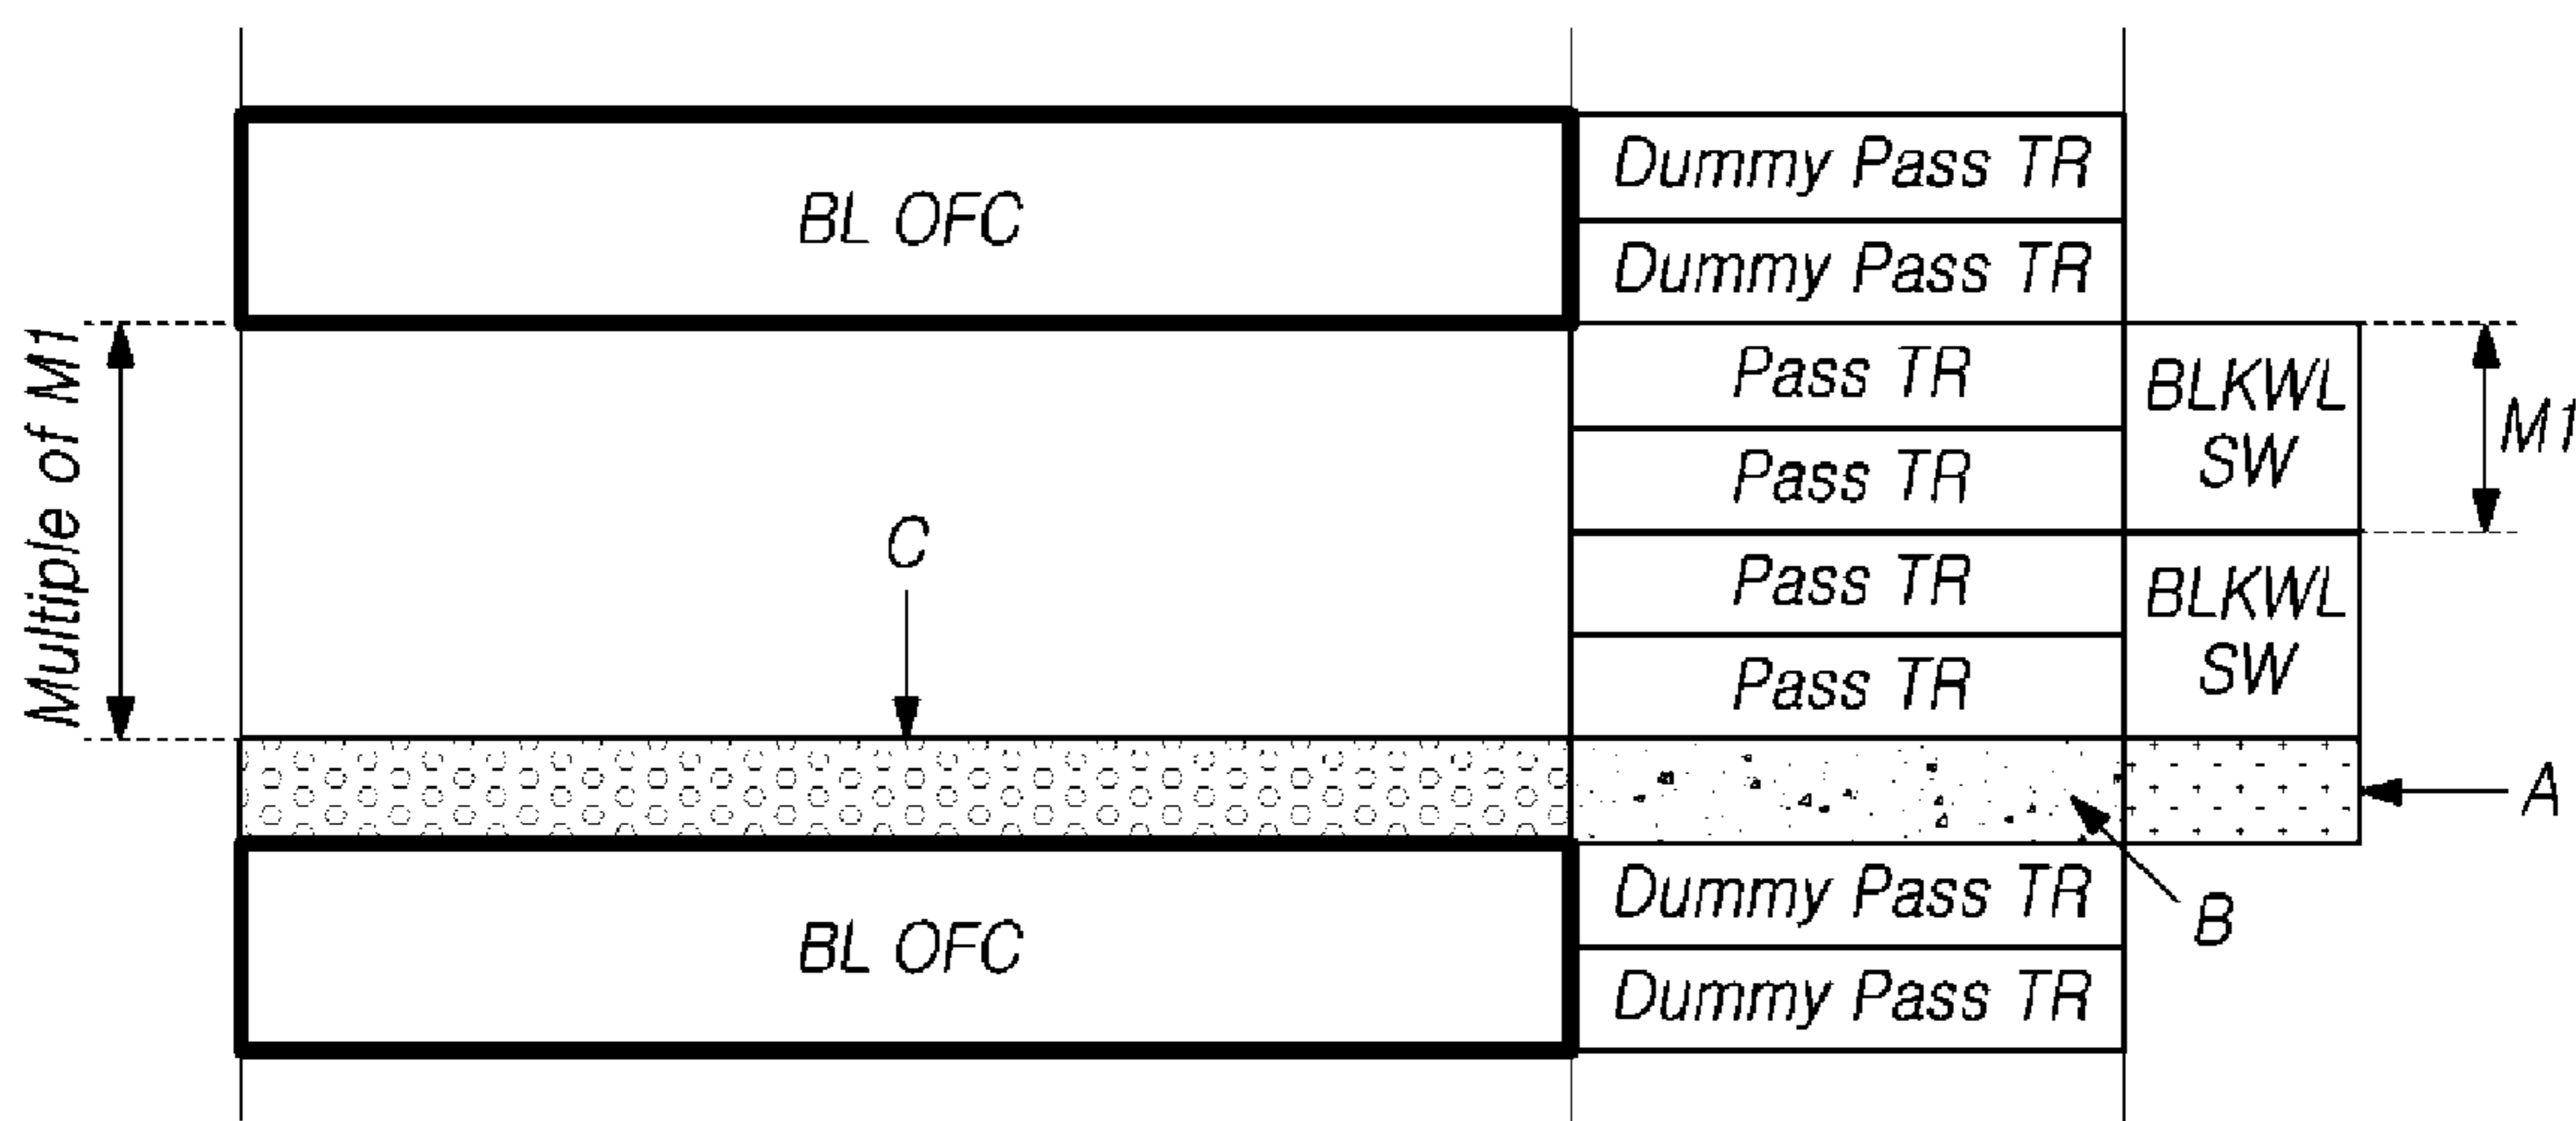 Dummy Pass TR
BL OFC
Dummy Pass TR
Multiple of M1
Pass TR
BLKWL
SW
M1
Pass TR
C
Pass TR
BLKWL
SW
Pass TR
A
Dummy Pass TR
B
BL OFC
Dummy Pass TR